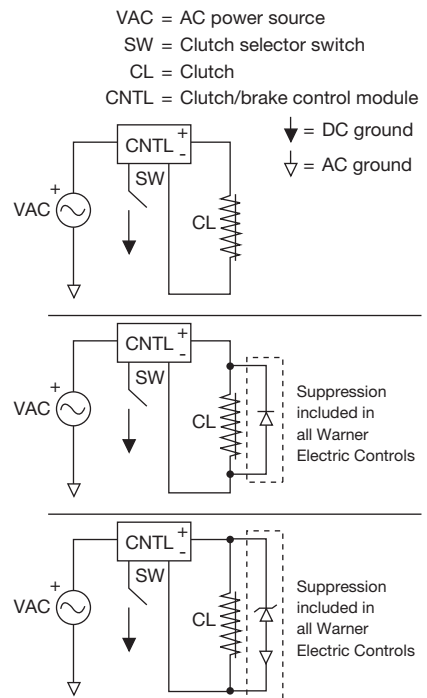 VAC = AC power source
SW = Clutch selector switch
CL = Clutch
CNTL = Clutch/brake control module
= DC ground
= AC ground
CNTL + -
SW
+
VAC
CL
CNTL + -
SW
+
VAC
CL
Suppression
included in
all Warner
Electric Controls
CNTL + -
SW
+
VAC
CL
Suppression
included in
all Warner
Electric Controls